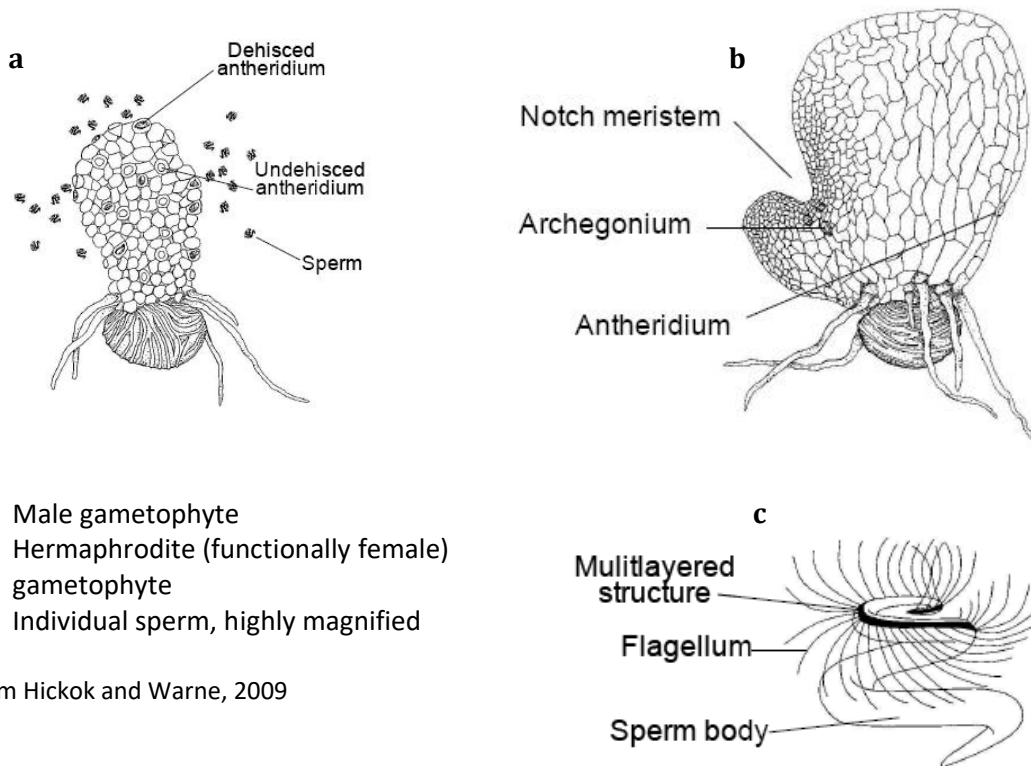 a
Dehisced
antheridium
Undehisced
antheridium
Sperm
b
Notch meristem
Archegonium
Antheridium
Male gametophyte
Hermaphrodite (functionally female)
gametophyte
Individual sperm, highly magnified
m Hickok and Warne, 2009
c
Mulitlayered
structure
Flagellum
Sperm body